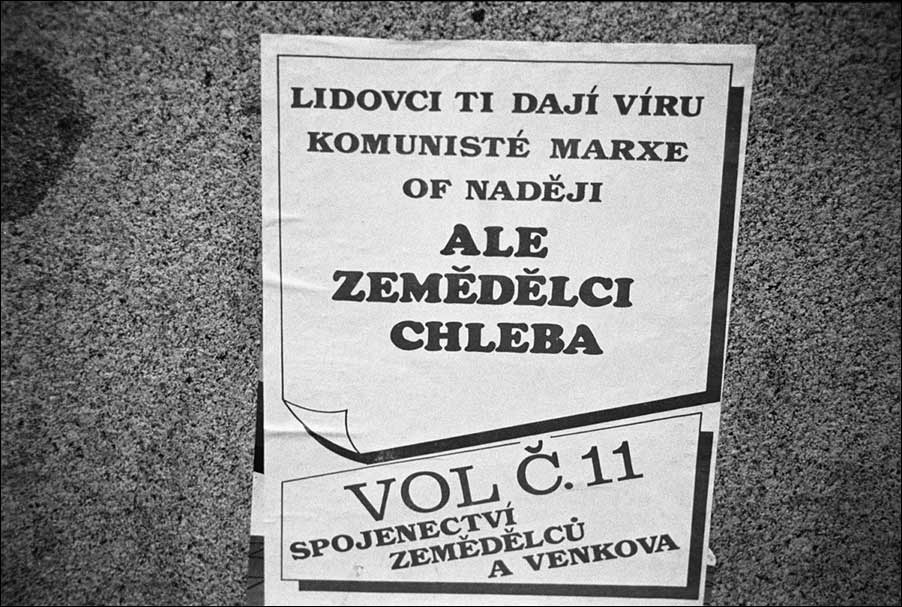 LIDOVCI TI DAJÍ VÍRU
KOMUNISTÉ MARXE
OF NADĚJI
ALE
ZEMĚDĚLCI
CHLEBA
VOL Č. 11
SPOJENECTVÍ
ZEMĚDĚLCŮ
A VENKOVA